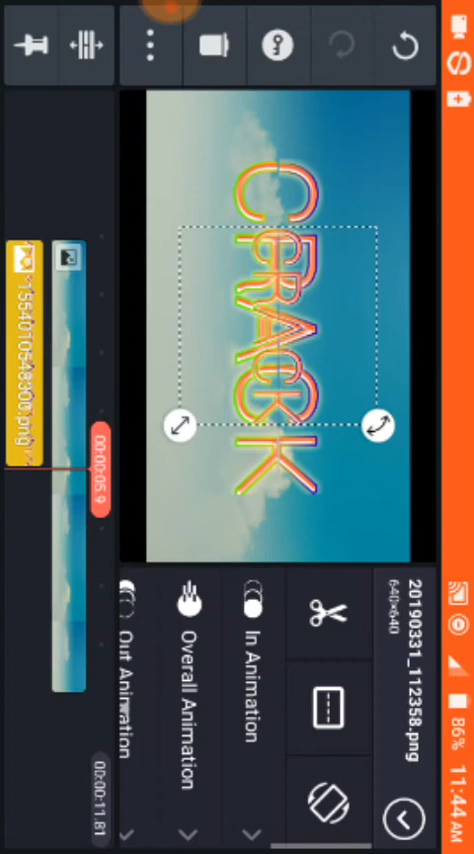 86% 11:44 AM
CRACK
CRACK
20190331_112358.png
640×640
In Animation
Overall Animation
Out Animation
00:00:05.9
00:00:11.81
1554010548300.png